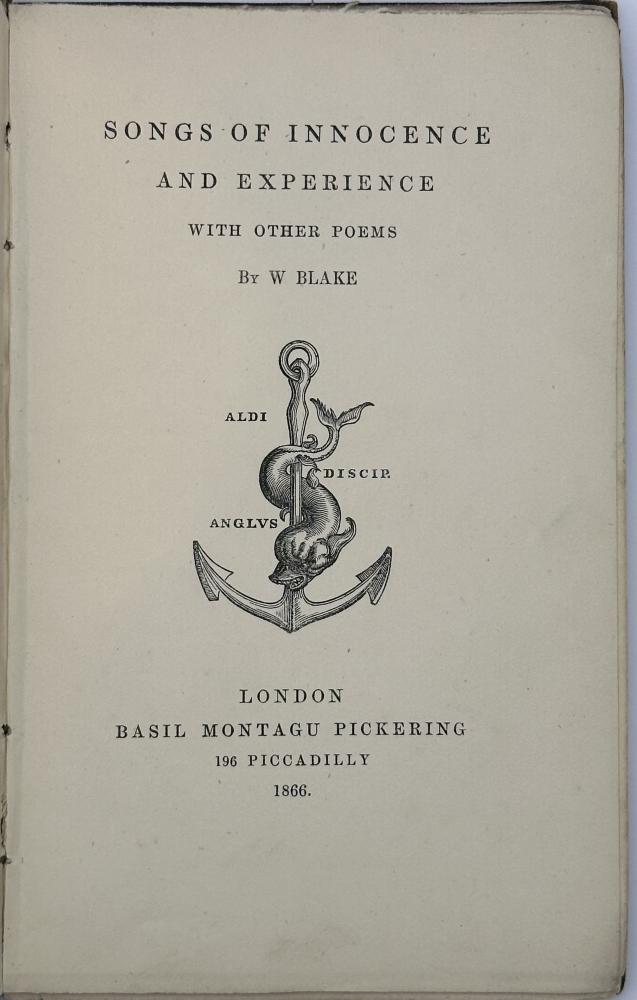 SONGS OF INNOCENCE
AND EXPERIENCE
WITH OTHER POEMS
By W BLAKE
ALDI
DISCIP.
ANGLVS
LONDON
BASIL MONTAGU PICKERING
196 PICCADILLY
1866.